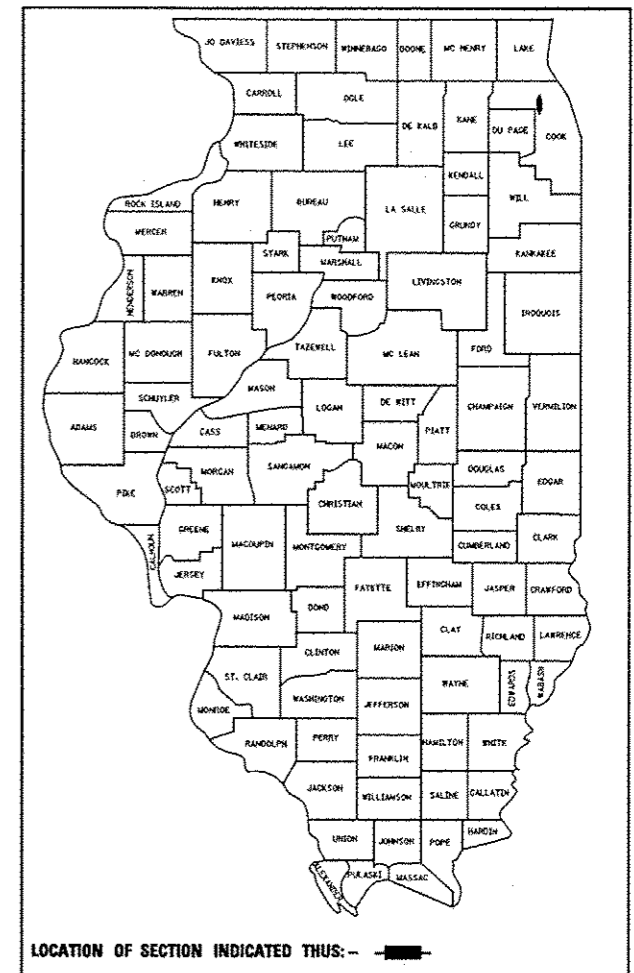 JO DAVIESS STEPHENSON WINNEBAGO BOONE MC HENRY LAKE
CARROLL OGLE DE KALB KANE DU PAGE COOK
WHITESIDE LEE
KENDALL WILL
ROCK ISLAND HENRY BUREAU LA SALLE GRUNDY
MERCER PUTNAM
STARK MARSHALL KANKAKEE
HENDERSON WARREN KNOX PEORIA WOODFORD LIVINGSTON IROQUOIS
HANCOCK MC DONOUGH FULTON TAZEWELL MC LEAN FORD
MASON
SCHUYLER LOGAN DE WITT CHAMPAIGN VERMILION
ADAMS BROWN CASS MENARD MACON PIATT
MORGAN SANGAMON DOUGLAS EDGAR
PIKE SCOTT CHRISTIAN MOULTRIE COLES
GREENE SHELBY
CALHOUN MACOUPIN MONTGOMERY CUMBERLAND CLARK
JERSEY FAYETTE EFFINGHAM JASPER CRAWFORD
MADISON BOND
CLAY RICHLAND LAWRENCE
CLINTON MARION
ST. CLAIR WAYNE EDWARDS WABASH
MONROE WASHINGTON JEFFERSON
RANDOLPH PERRY HAMILTON WHITE
FRANKLIN
JACKSON WILLIAMSON SALINE GALLATIN
UNION JOHNSON POPE HARDIN
ALEXANDER PULASKI MASSAC
LOCATION OF SECTION INDICATED THUS:-